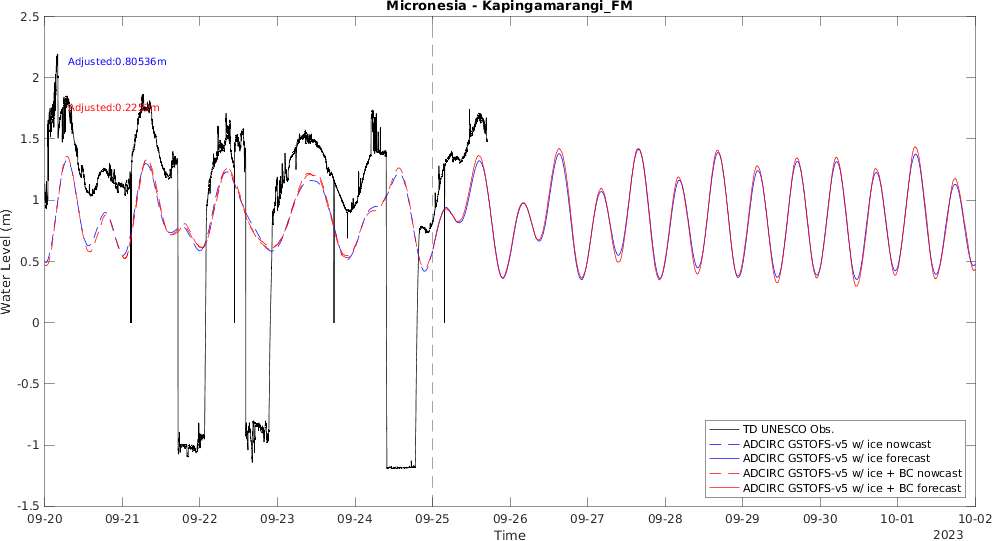 Micronesia - Kapingamarangi_FM
2.5
2
1.5
1
0.5
0
-0.5
-1
-1.5
Water Level (m)
Adjusted:0.80536m
TD UNESCO Obs.
ADCIRC GSTOFS-v5 w/ ice nowcast
ADCIRC GSTOFS-v5 w/ ice forecast
ADCIRC GSTOFS-v5 w/ ice + BC nowcast
ADCIRC GSTOFS-v5 w/ ice + BC forecast
09-20 09-21 09-22 09-23 09-24 09-25 09-26 09-27 09-28 09-29 09-30 10-01 10-02
Time
2023